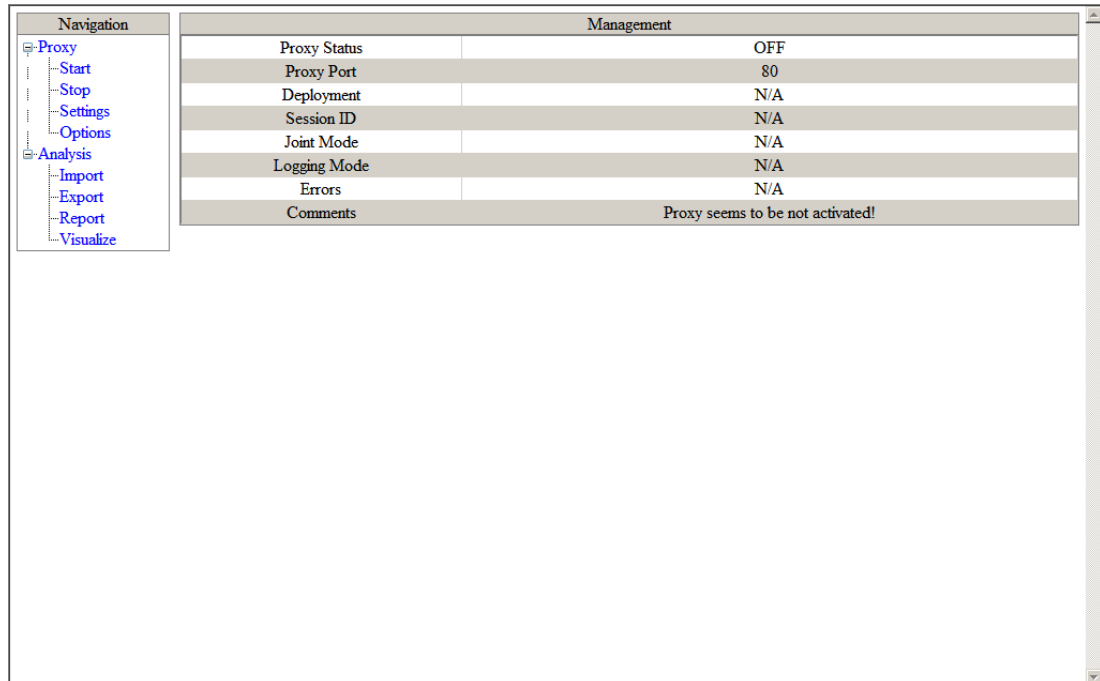 Navigation
Proxy
Start
Stop
Settings
Options
Analysis
Import
Export
Report
Visualize
Management
Proxy Status OFF
Proxy Port 80
Deployment N/A
Session ID N/A
Joint Mode N/A
Logging Mode N/A
Errors N/A
Comments Proxy seems to be not activated!